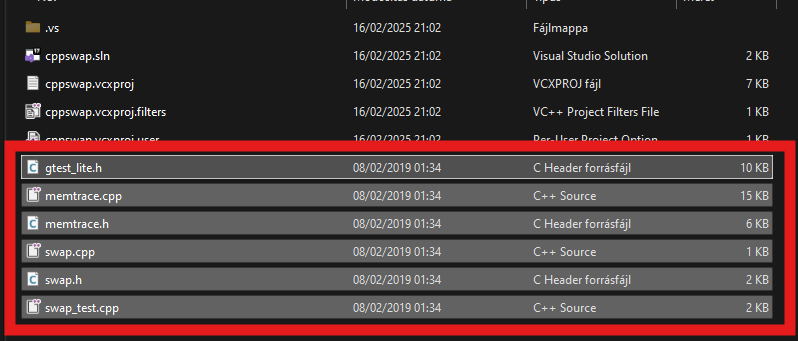 .vs 16/02/2025 21:02 Fájlmappa
cppswap.sln 16/02/2025 21:02 Visual Studio Solution 2 KB
cppswap.vcxproj 16/02/2025 21:02 VCXPROJ fájl 7 KB
cppswap.vcxproj.filters 16/02/2025 21:02 VC++ Project Filters File 1 KB
cppswap.vcxproj.user 16/02/2025 21:02 Per-User Project Option 1 KB
gtest_lite.h 08/02/2019 01:34 C Header forrásfájl 10 KB
memtrace.cpp 08/02/2019 01:34 C++ Source 15 KB
memtrace.h 08/02/2019 01:34 C Header forrásfájl 6 KB
swap.cpp 08/02/2019 01:34 C++ Source 1 KB
swap.h 08/02/2019 01:34 C Header forrásfájl 2 KB
swap_test.cpp 08/02/2019 01:34 C++ Source 2 KB